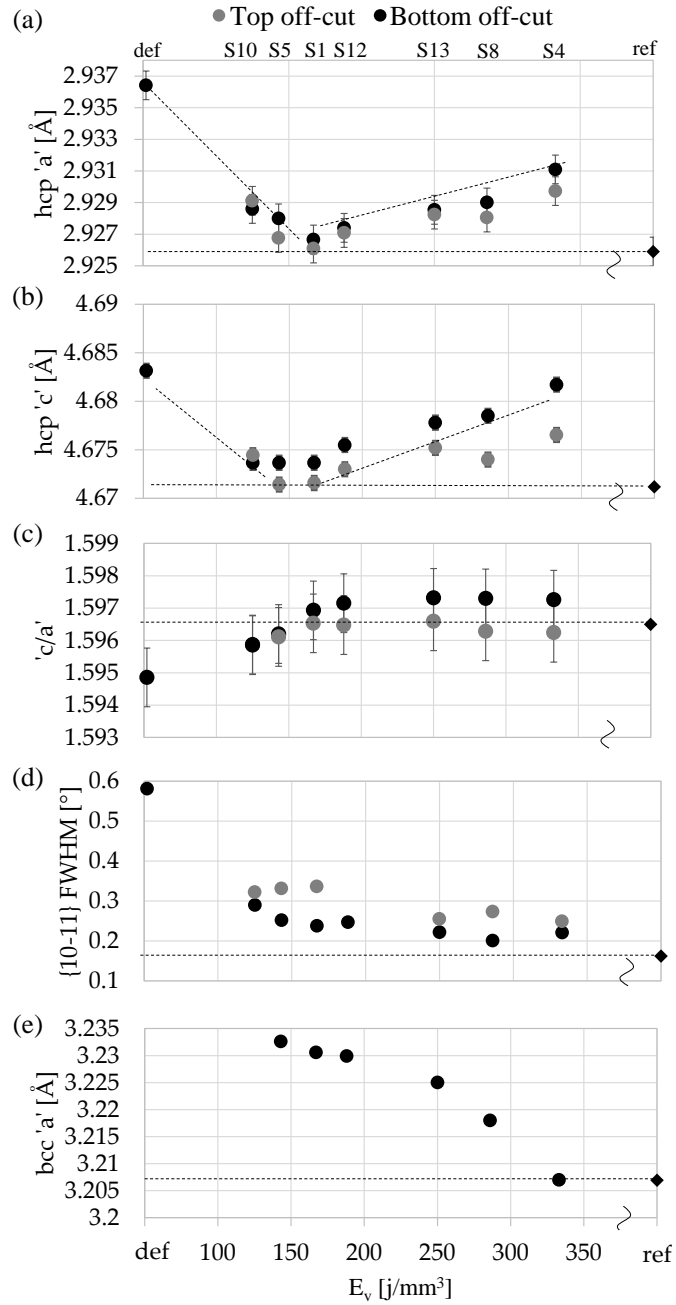 (a)
Top off-cut Bottom off-cut
def S10 S5 S1 S12 S13 S8 S4 ref
2.937
2.935
2.933
2.931
2.929
2.927
2.925
hcp 'a' [Å]
(b)
4.69
4.685
4.68
4.675
4.67
hcp 'c' [Å]
(c)
1.599
1.598
1.597
1.596
1.595
1.594
1.593
'c/a'
(d)
0.6
0.5
0.4
0.3
0.2
0.1
{10-11} FWHM [°]
(e)
3.235
3.23
3.225
3.22
3.215
3.21
3.205
3.2
bcc 'a' [Å]
def 100 150 200 250 300 350 ref
Eᵥ [j/mm³]